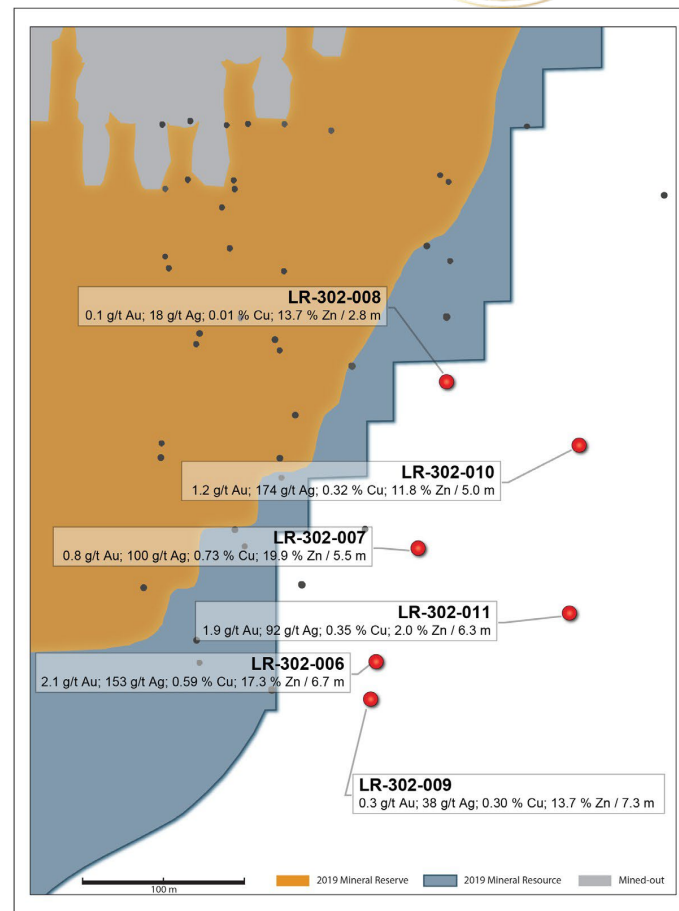 LR-302-008
0.1 g/t Au; 18 g/t Ag; 0.01 % Cu; 13.7 % Zn / 2.8 m
LR-302-010
1.2 g/t Au; 174 g/t Ag; 0.32 % Cu; 11.8 % Zn / 5.0 m
LR-302-007
0.8 g/t Au; 100 g/t Ag; 0.73 % Cu; 19.9 % Zn / 5.5 m
LR-302-011
1.9 g/t Au; 92 g/t Ag; 0.35 % Cu; 2.0 % Zn / 6.3 m
LR-302-006
2.1 g/t Au; 153 g/t Ag; 0.59 % Cu; 17.3 % Zn / 6.7 m
LR-302-009
0.3 g/t Au; 38 g/t Ag; 0.30 % Cu; 13.7 % Zn / 7.3 m
100 m
2019 Mineral Reserve
2019 Mineral Resource
Mined-out